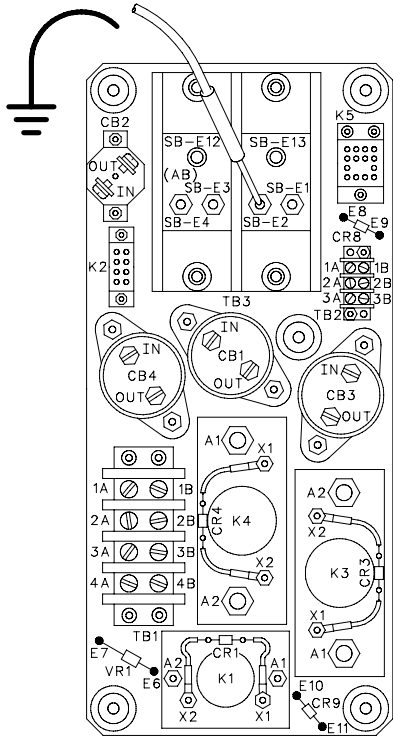 CB2
K5
SB-E12
SB-E13
OUT
(AB)
IN
SB-E3
SB-E1
SB-E4
SB-E2
E8
E9
CR8
K2
1A
1B
2A
2B
3A
3B
TB3
TB2
IN
CB4
OUT
IN
CB1
OUT
IN
CB3
OUT
A1
X1
CR4
K4
X2
A2
1A
1B
2A
2B
3A
3B
4A
4B
TB1
A2
X2
K3
CR3
X1
A1
E7
VR1
E6
A2
CR1
A1
K1
X2
X1
E10
CR9
E11